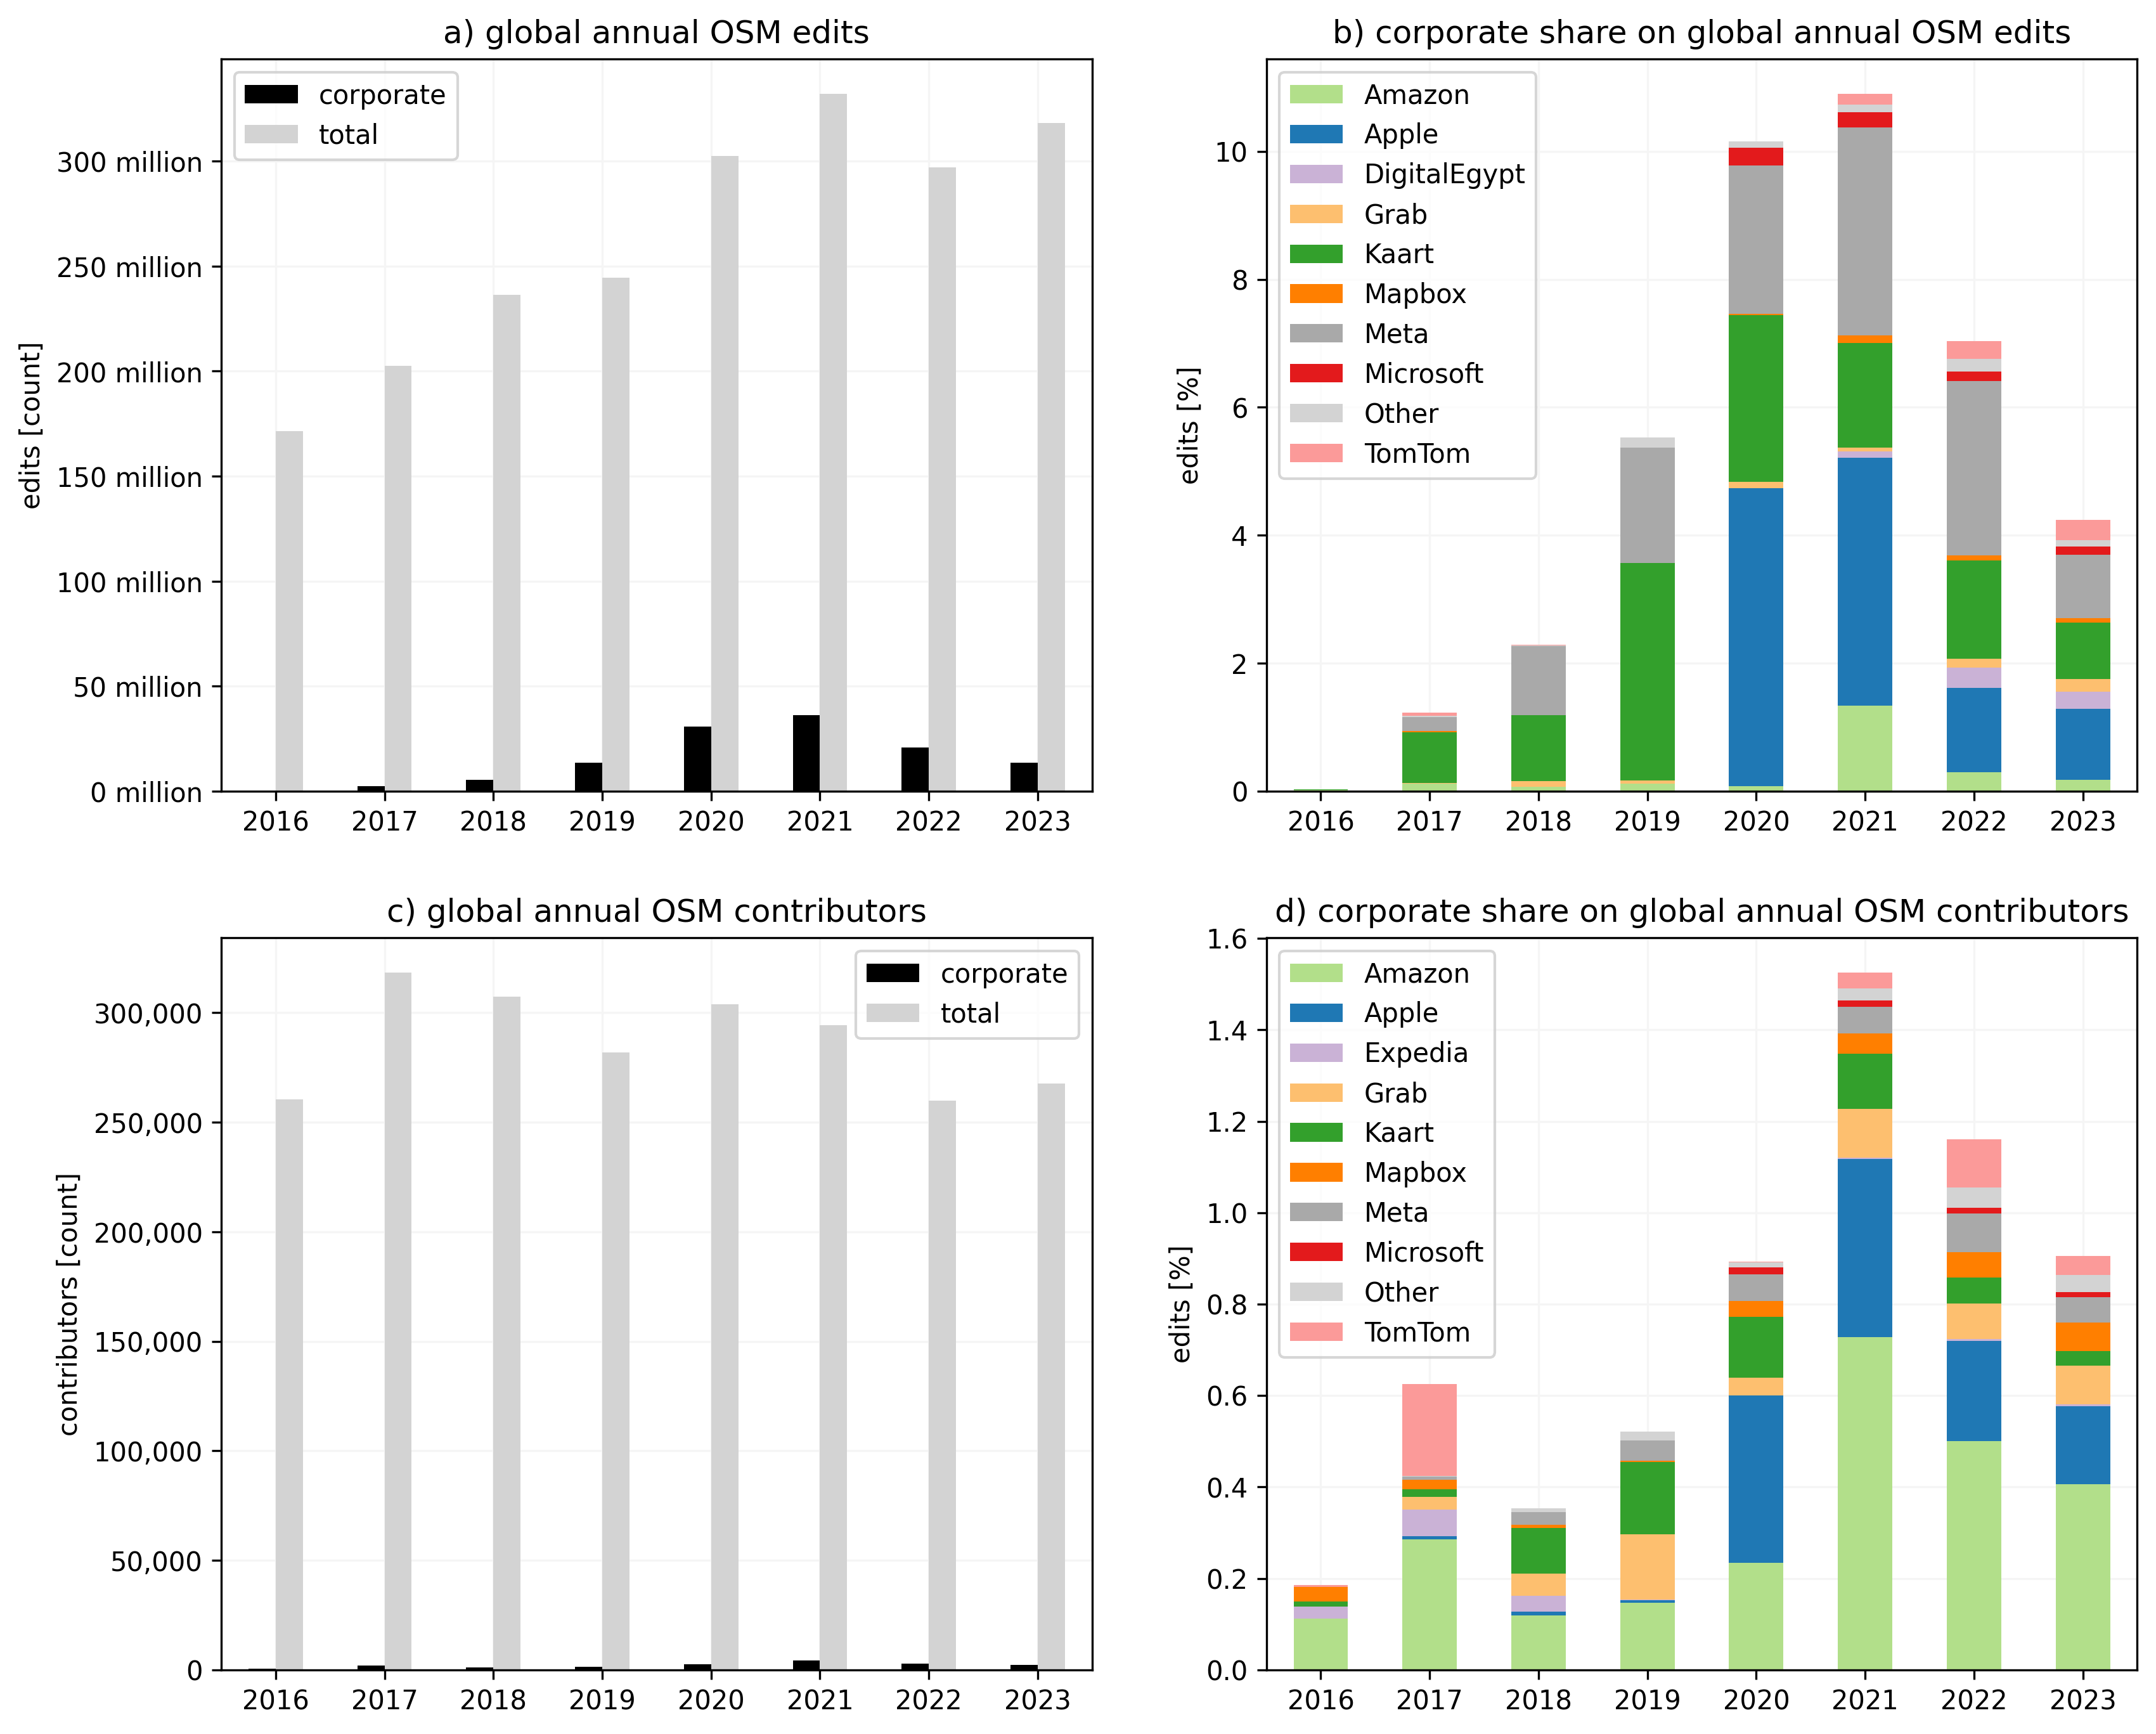 a) global annual OSM edits
corporate
total
300 million
250 million
200 million
150 million
100 million
50 million
0 million
edits [count]
2016 2017 2018 2019 2020 2021 2022 2023
b) corporate share on global annual OSM edits
Amazon
Apple
DigitalEgypt
Grab
Kaart
Mapbox
Meta
Microsoft
Other
TomTom
10
8
6
4
2
0
edits [%]
2016 2017 2018 2019 2020 2021 2022 2023
c) global annual OSM contributors
corporate
total
300,000
250,000
200,000
150,000
100,000
50,000
0
contributors [count]
2016 2017 2018 2019 2020 2021 2022 2023
d) corporate share on global annual OSM contributors
Amazon
Apple
Expedia
Grab
Kaart
Mapbox
Meta
Microsoft
Other
TomTom
1.6
1.4
1.2
1.0
0.8
0.6
0.4
0.2
0.0
edits [%]
2016 2017 2018 2019 2020 2021 2022 2023